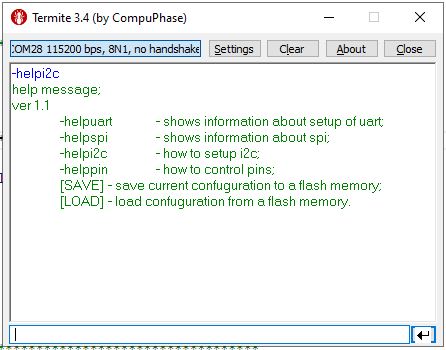 Termite 3.4 (by CompuPhase)
COM28 115200 bps, 8N1, no handshake
Settings
Clear
About
Close
-helpi2c
help message;
ver 1.1
-helpuart - shows information about setup of uart;
-helpspi - shows information about spi;
-helpi2c - how to setup i2c;
-helppin - how to control pins;
[SAVE] - save current confuguration to a flash memory;
[LOAD] - load confuguration from a flash memory.